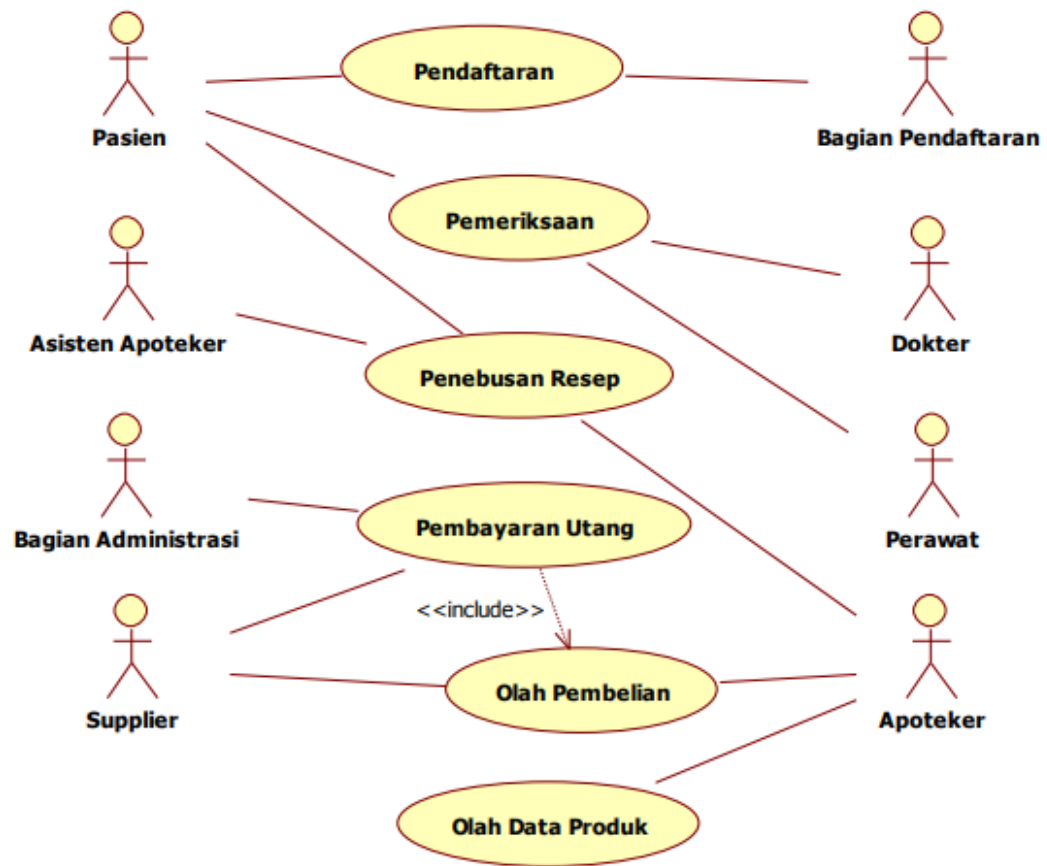 Pendaftaran
Pasien
Bagian Pendaftaran
Pemeriksaan
Asisten Apoteker
Dokter
Penebusan Resep
Pembayaran Utang
Bagian Administrasi
Perawat
<<include>>
Olah Pembelian
Supplier
Apoteker
Olah Data Produk